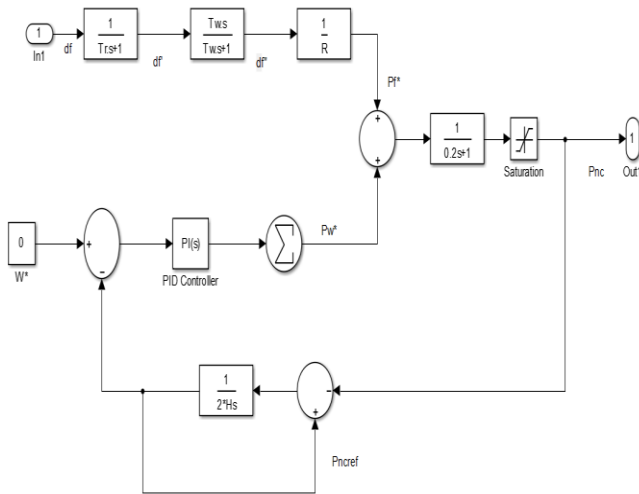 1
In1
df
1
Tr.s+1
df'
Tw.s
Tw.s+1
df''
1
R
Pf*
+
+
1
0.2s+1
Saturation
Pnc
1
Out1
0
W*
+
−
PI(s)
PID Controller
∑
Pw*
1
2*Hs
−
+
Pncref